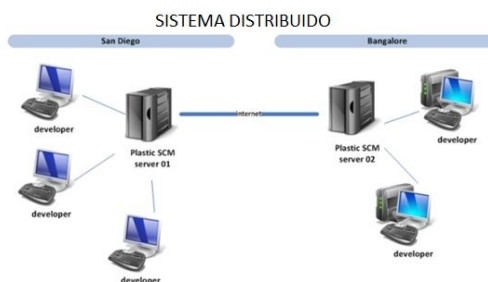 SISTEMA DISTRIBUIDO
San Diego
Bangalore
developer
Plastic SCM
server 01
Internet
Plastic SCM
server 02
developer
developer
developer
developer